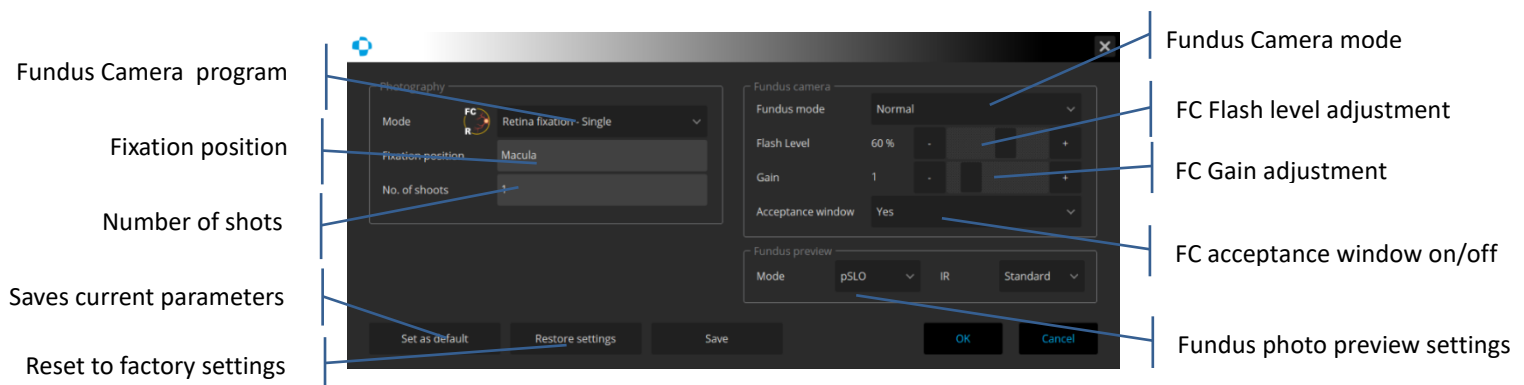 Fundus Camera program
Fixation position
Number of shots
Saves current parameters
Reset to factory settings
Photography
Mode
FC
R
Retina fixation - Single
Fixation position
Macula
No. of shoots
1
Fundus camera
Fundus mode
Normal
Flash Level
60 %
-
+
Gain
1
-
+
Acceptance window
Yes
Fundus preview
Mode
pSLO
IR
Standard
Set as default
Restore settings
Save
OK
Cancel
Fundus Camera mode
FC Flash level adjustment
FC Gain adjustment
FC acceptance window on/off
Fundus photo preview settings